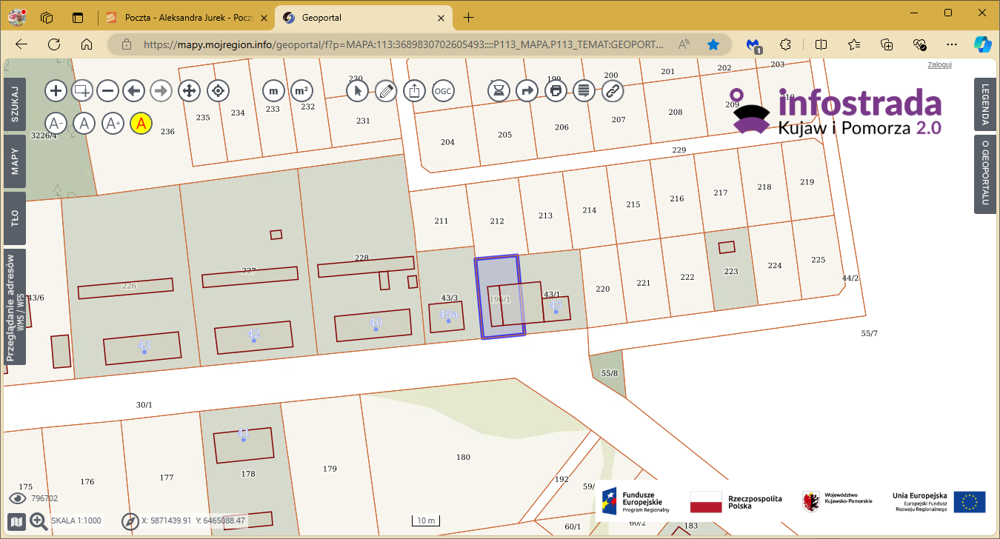 Poczta - Aleksandra Jurek - Poczt
Geoportal
https://mapy.mojregion.info/geoportal/f?p=MAPA:113:3689830702605493::::P113_MAPA.P113_TEMAT:GEOPORT...
A
1
Zaloguj
SZUKAJ
MAPY
TŁO
Przeglądanie adresów
WMS / WFS
LEGENDA
O GEOPORTALU
m
m²
OGC
A-
A
A+
A
infostrada
Kujaw i Pomorza 2.0
230
199
200
201
202
203
235
234
233
232
231
236
3226/4
204
205
206
207
208
209
210
229
211
212
213
214
215
216
217
218
219
226
227
228
43/6
43/3
196/1
43/1
43
42
40
45a
45
220
221
222
223
224
225
44/2
55/7
55/8
30/1
41
175
176
177
178
179
180
192
59/
60/1
60/2
183
796702
SKALA 1:1000
X: 5871439.91 Y: 6465088.47
10 m
Fundusze
Europejskie
Program Regionalny
Rzeczpospolita
Polska
Województwo
Kujawsko-Pomorskie
Unia Europejska
Europejski Fundusz
Rozwoju Regionalnego